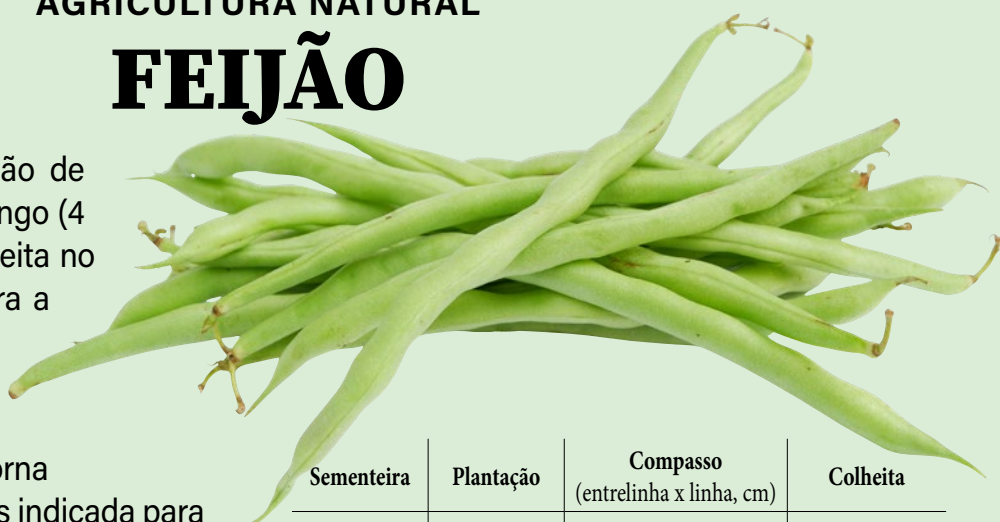 AGRICULTURA NATURAL
FEIJÃO
ão de
ngo (4
eita no
ra a
orna
s indicada para
Sementeira Plantação Compasso Colheita
(entrelinha x linha, cm)